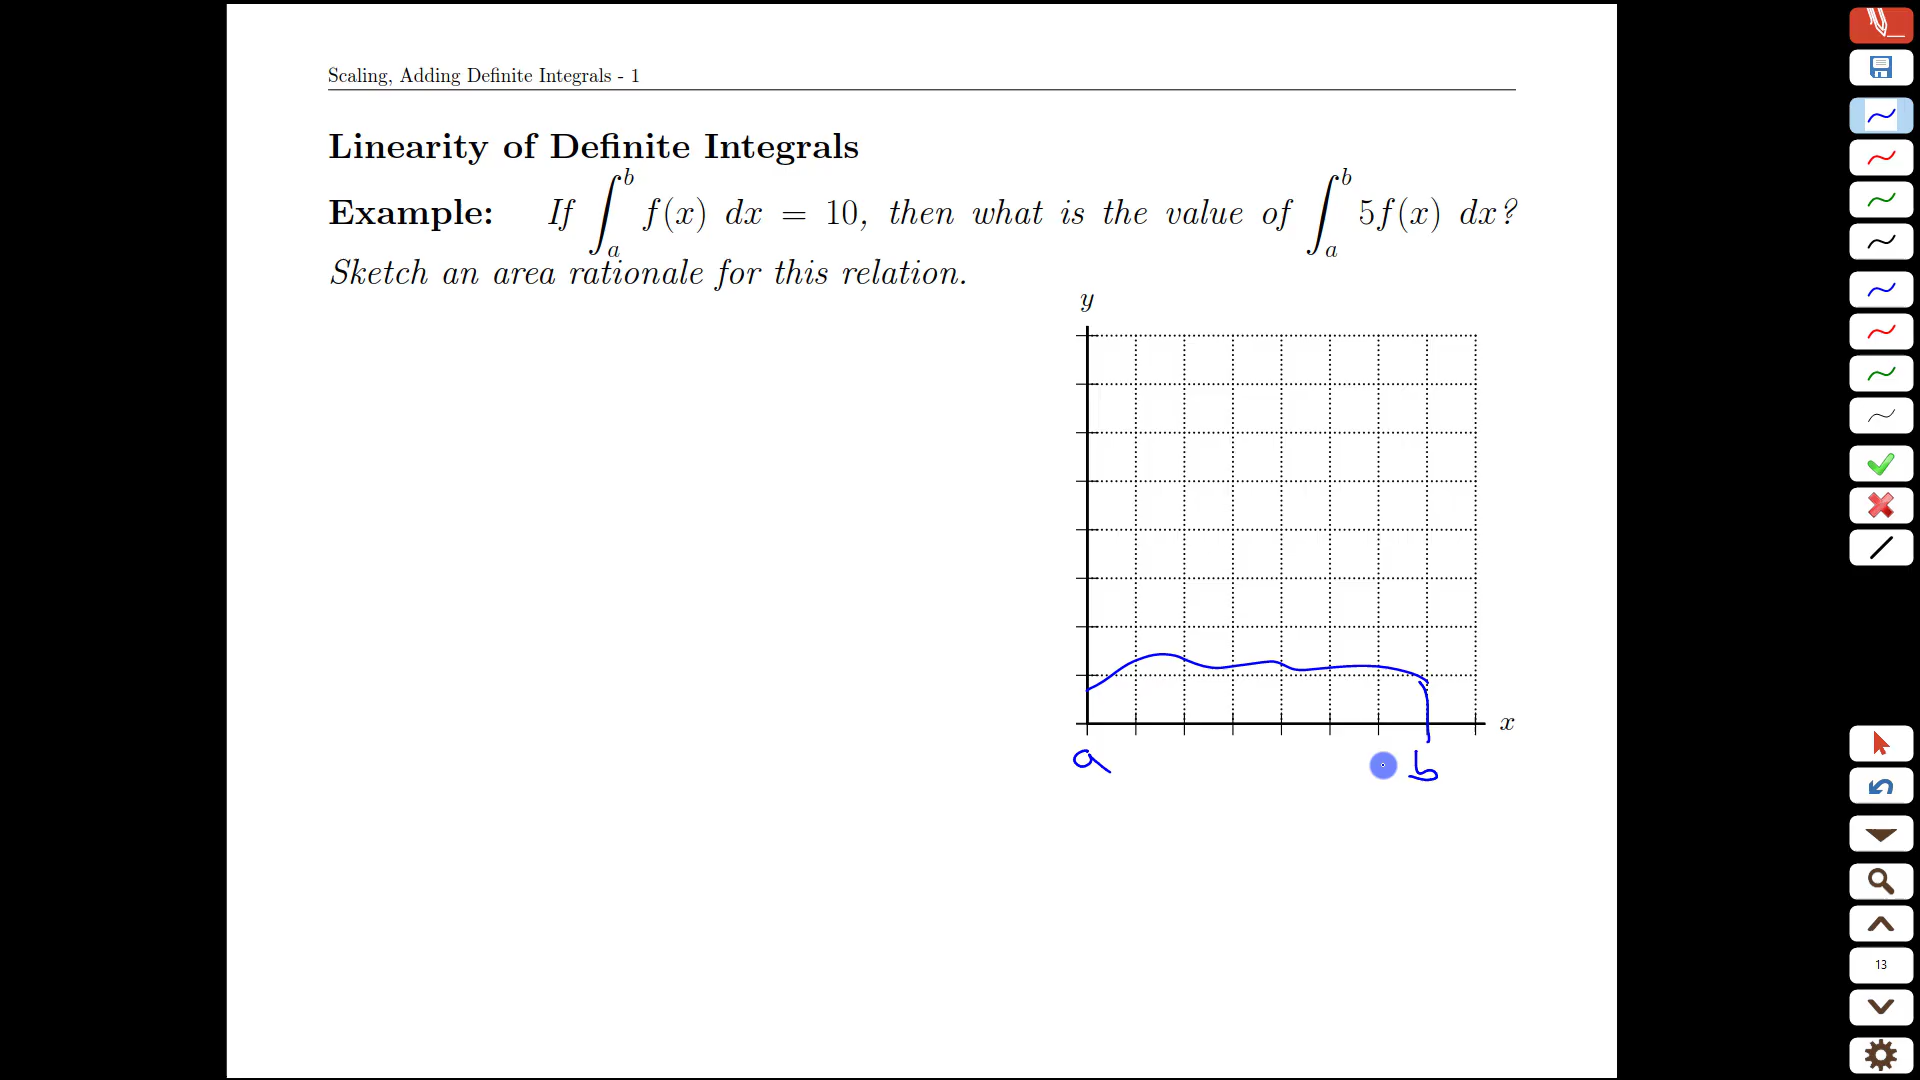 Scaling, Adding Definite Integrals - 1
Linearity of Definite Integrals
Example: If ∫_a^b f(x) dx = 10, then what is the value of ∫_a^b 5f(x) dx?
Sketch an area rationale for this relation.
y
x
a b
13